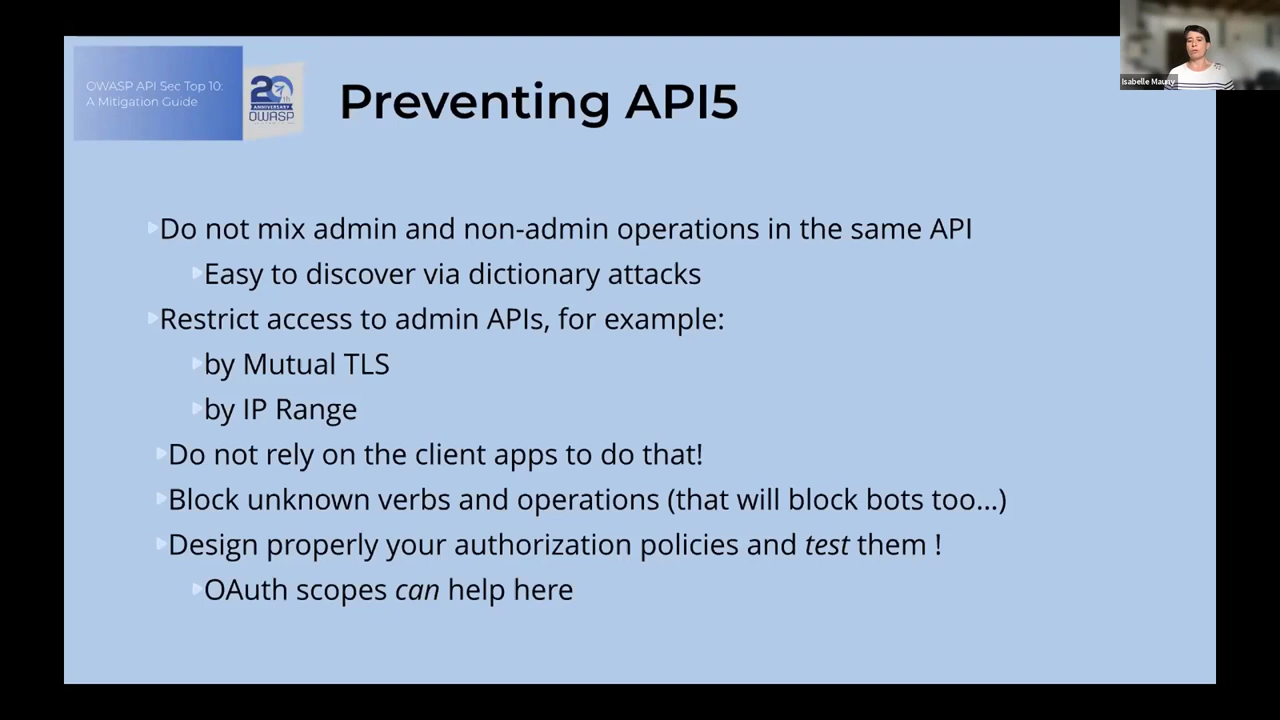 OWASP API Sec Top 10:
A Mitigation Guide
20th
ANNIVERSARY
OWASP
Preventing API5
Isabelle Mauny
Do not mix admin and non-admin operations in the same API
Easy to discover via dictionary attacks
Restrict access to admin APIs, for example:
by Mutual TLS
by IP Range
Do not rely on the client apps to do that!
Block unknown verbs and operations (that will block bots too...)
Design properly your authorization policies and test them !
OAuth scopes can help here